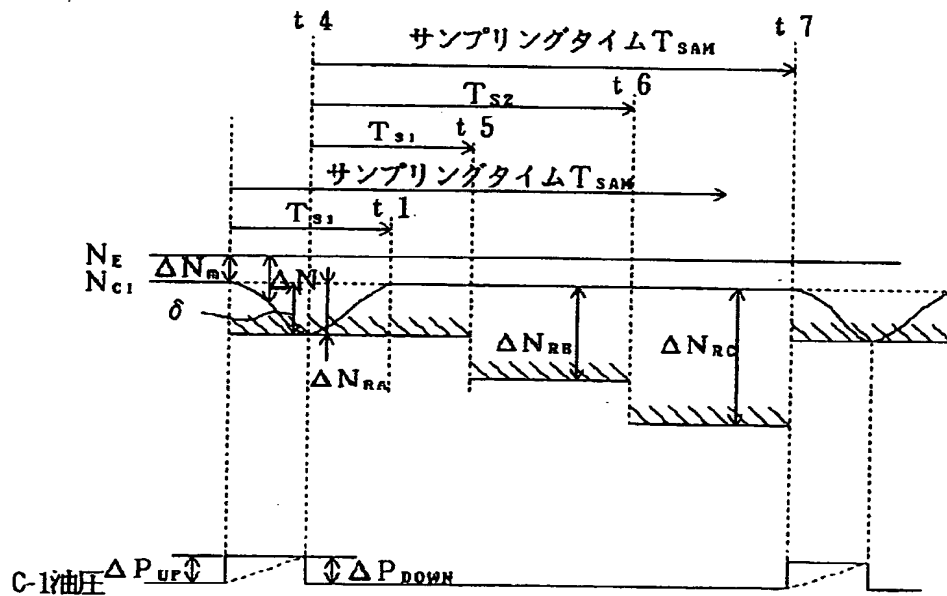 t 4
サンプリングタイム TSAM
t 7
TS2
t 6
TS1
t 5
サンプリングタイム TSAM
TS1
t 1
NE
ΔNm
ΔN
NC1
δ
ΔNRA
ΔNRB
ΔNRC
C-1油圧
ΔPUP
ΔPDOWN